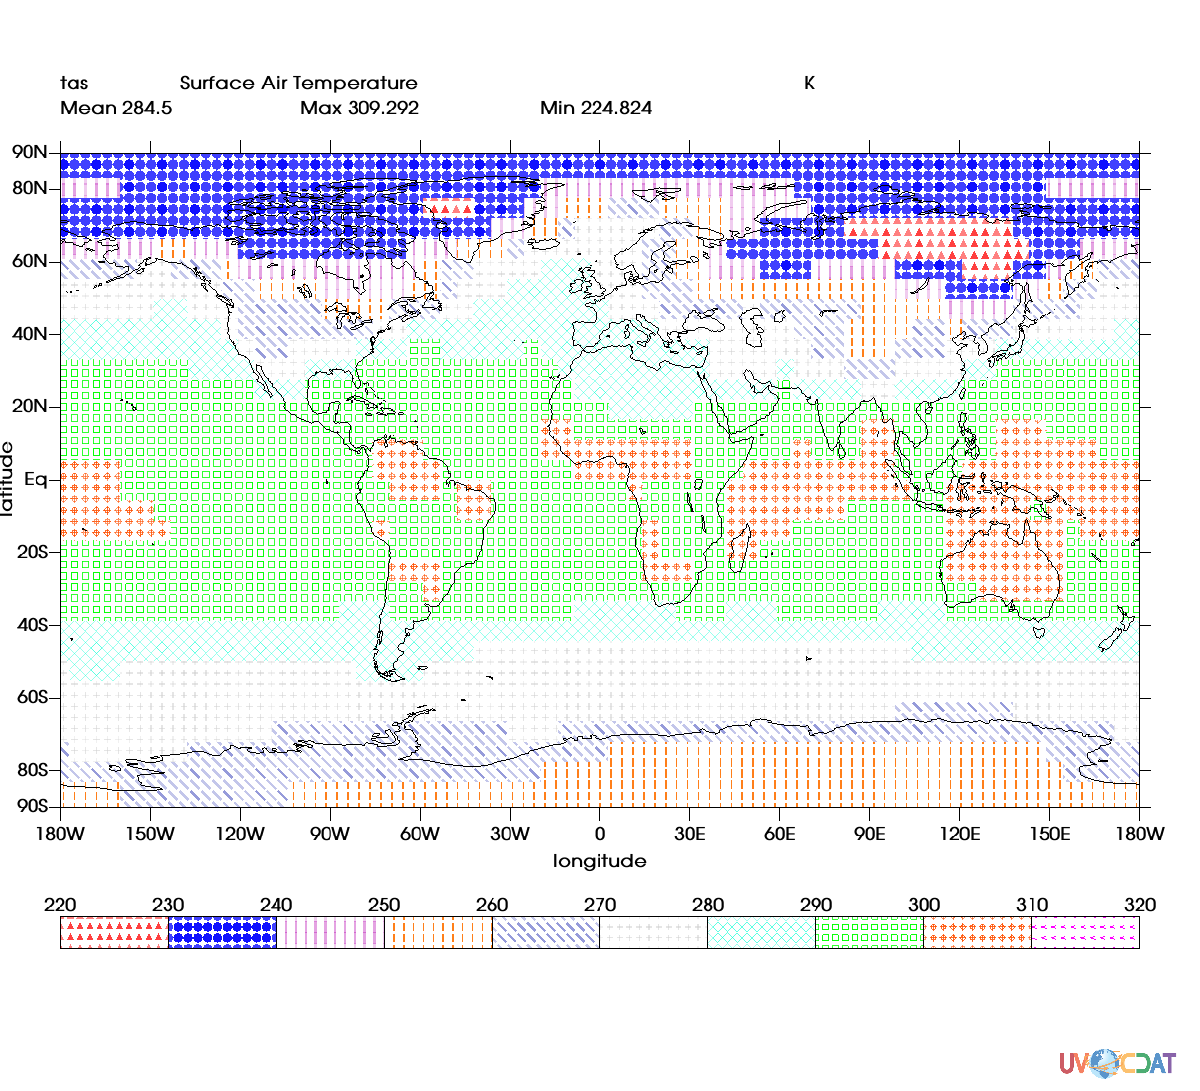 tas Surface Air Temperature K
Mean 284.5 Max 309.292 Min 224.824
90N
80N
60N
40N
20N
Eq
20S
40S
60S
80S
90S
latitude
180W 150W 120W 90W 60W 30W 0 30E 60E 90E 120E 150E 180W
longitude
220 230 240 250 260 270 280 290 300 310 320
UV CDAT